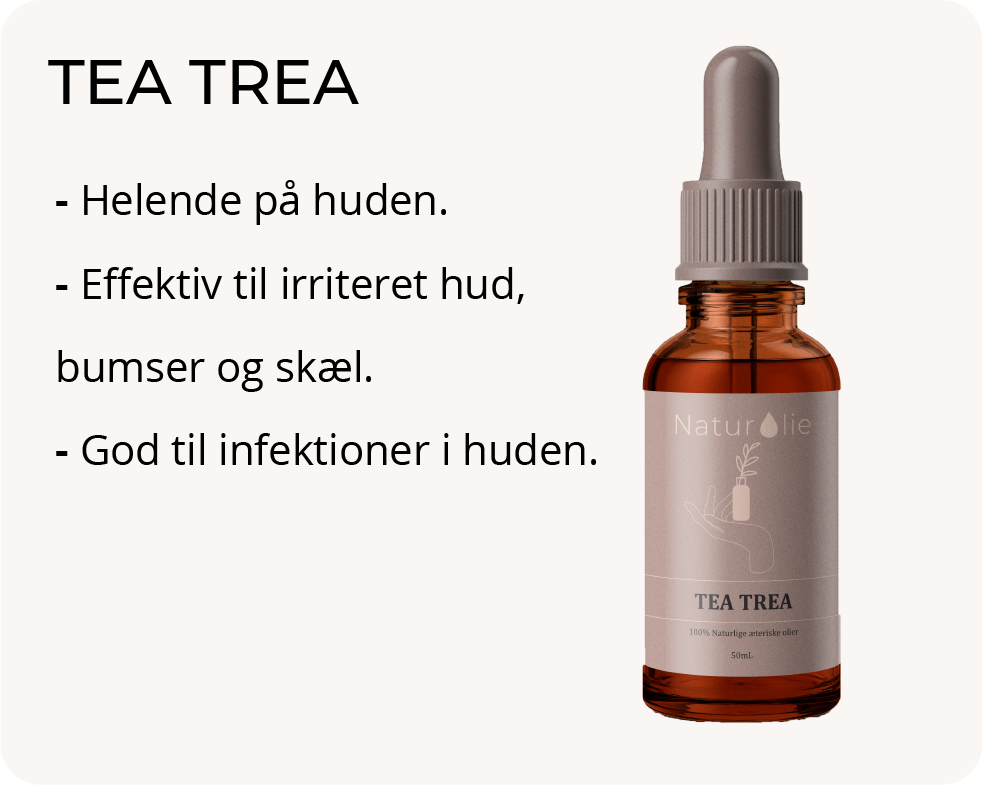 TEA TREA
- Helende på huden.
- Effektiv til irriteret hud,
bumser og skæl.
- God til infektioner i huden.
Naturolie
TEA TREA
100% Naturlige æteriske olier
50mL